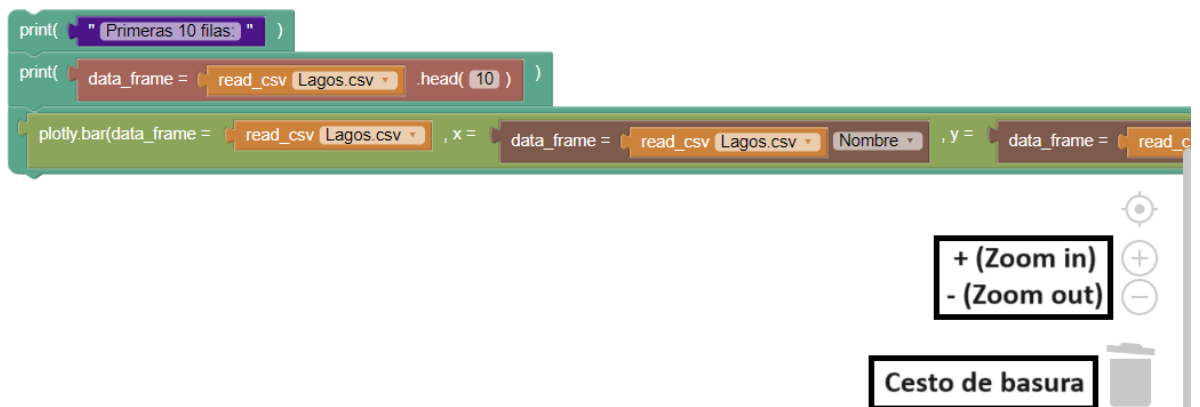 print( " Primeras 10 filas: " )
print( data_frame = read_csv Lagos.csv .head( 10 ) )
plotly.bar(data_frame = read_csv Lagos.csv , x = data_frame = read_csv Lagos.csv Nombre , y = data_frame = read_c
+ (Zoom in)
- (Zoom out)
Cesto de basura